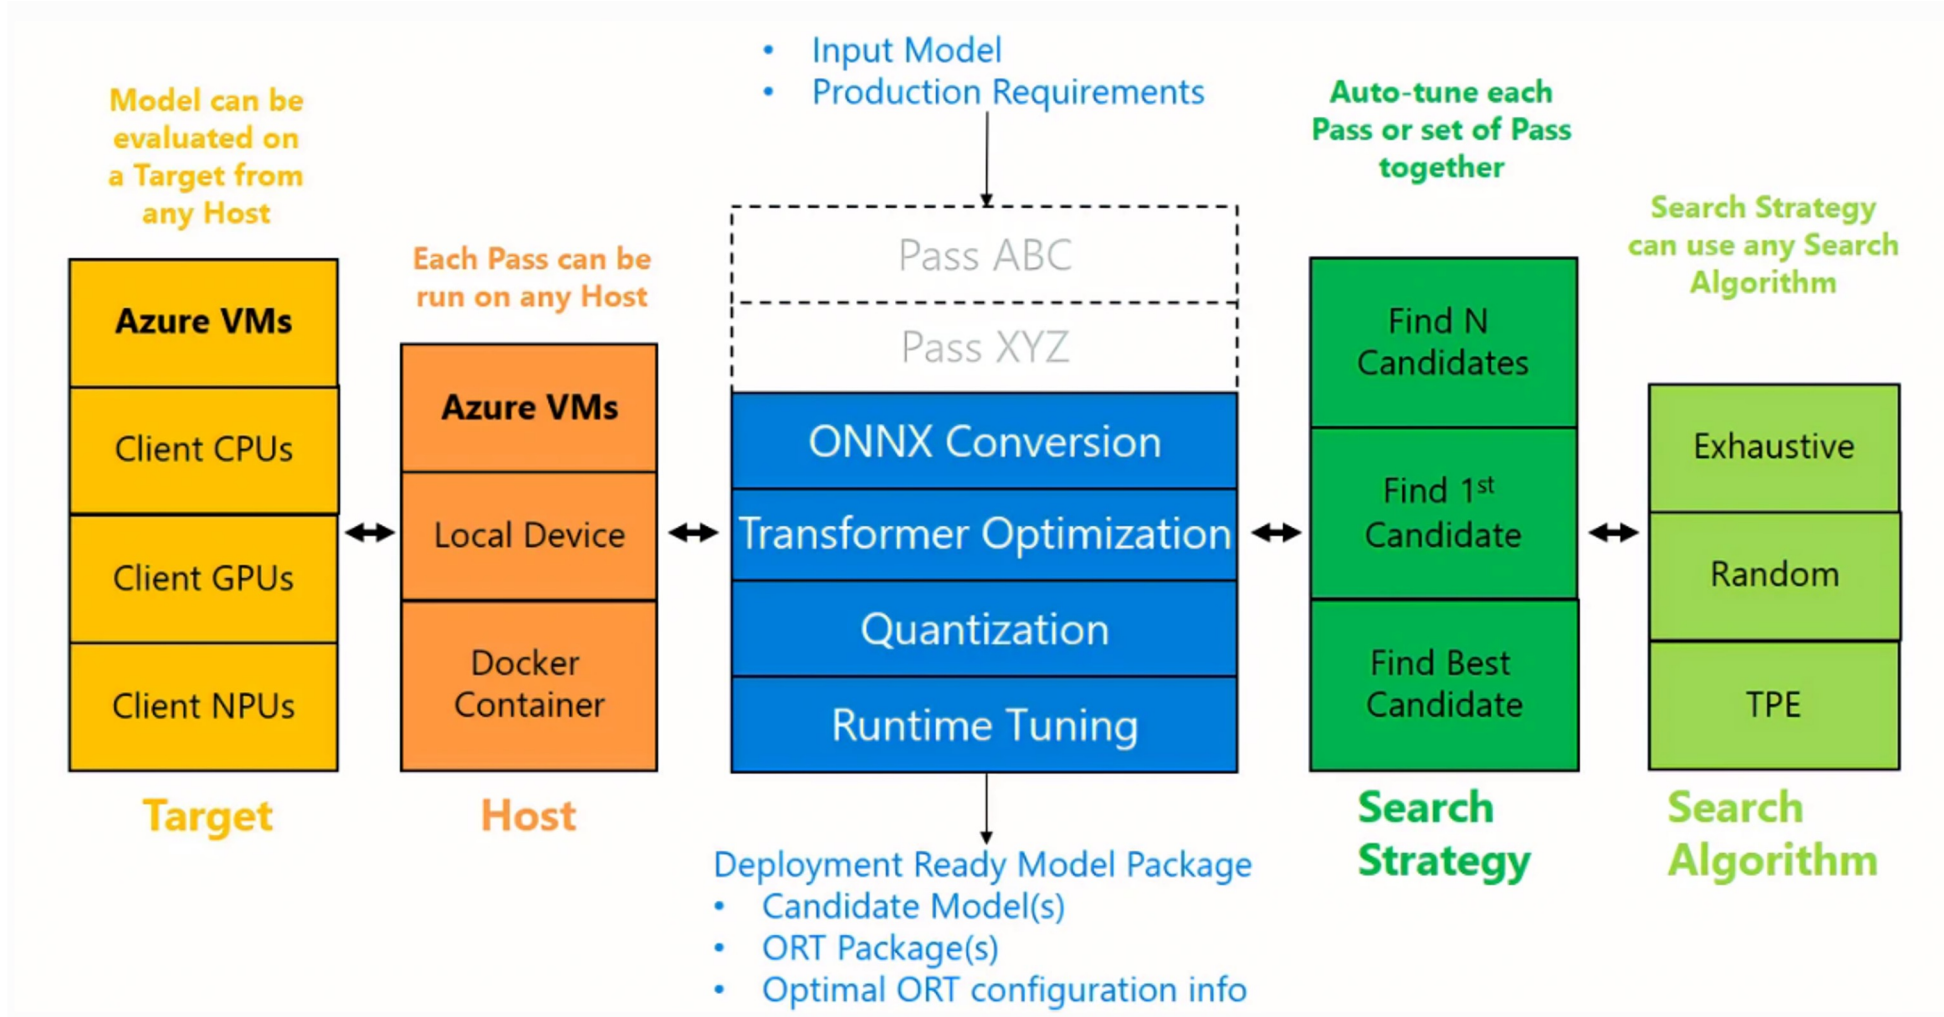 Model can be
evaluated on
a Target from
any Host
Azure VMs
Client CPUs
Client GPUs
Client NPUs
Target
Each Pass can be
run on any Host
Azure VMs
Local Device
Docker
Container
Host
• Input Model
• Production Requirements
Pass ABC
Pass XYZ
ONNX Conversion
Transformer Optimization
Quantization
Runtime Tuning
Deployment Ready Model Package
• Candidate Model(s)
• ORT Package(s)
• Optimal ORT configuration info
Auto-tune each
Pass or set of Pass
together
Find N
Candidates
Find 1st
Candidate
Find Best
Candidate
Search
Strategy
Search Strategy
can use any Search
Algorithm
Exhaustive
Random
TPE
Search
Algorithm